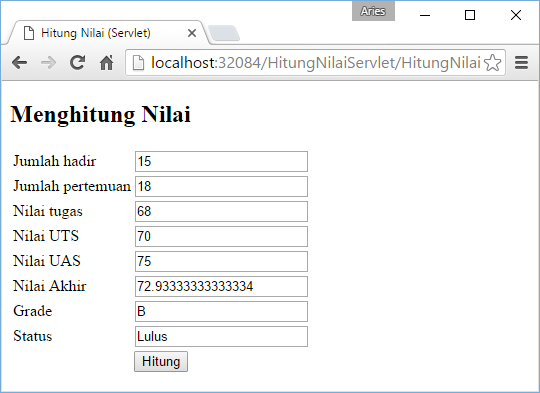 Aries
Hitung Nilai (Servlet)
localhost:32084/HitungNilaiServlet/HitungNilai
Menghitung Nilai
Jumlah hadir 15
Jumlah pertemuan 18
Nilai tugas 68
Nilai UTS 70
Nilai UAS 75
Nilai Akhir 72.93333333333334
Grade B
Status Lulus
Hitung